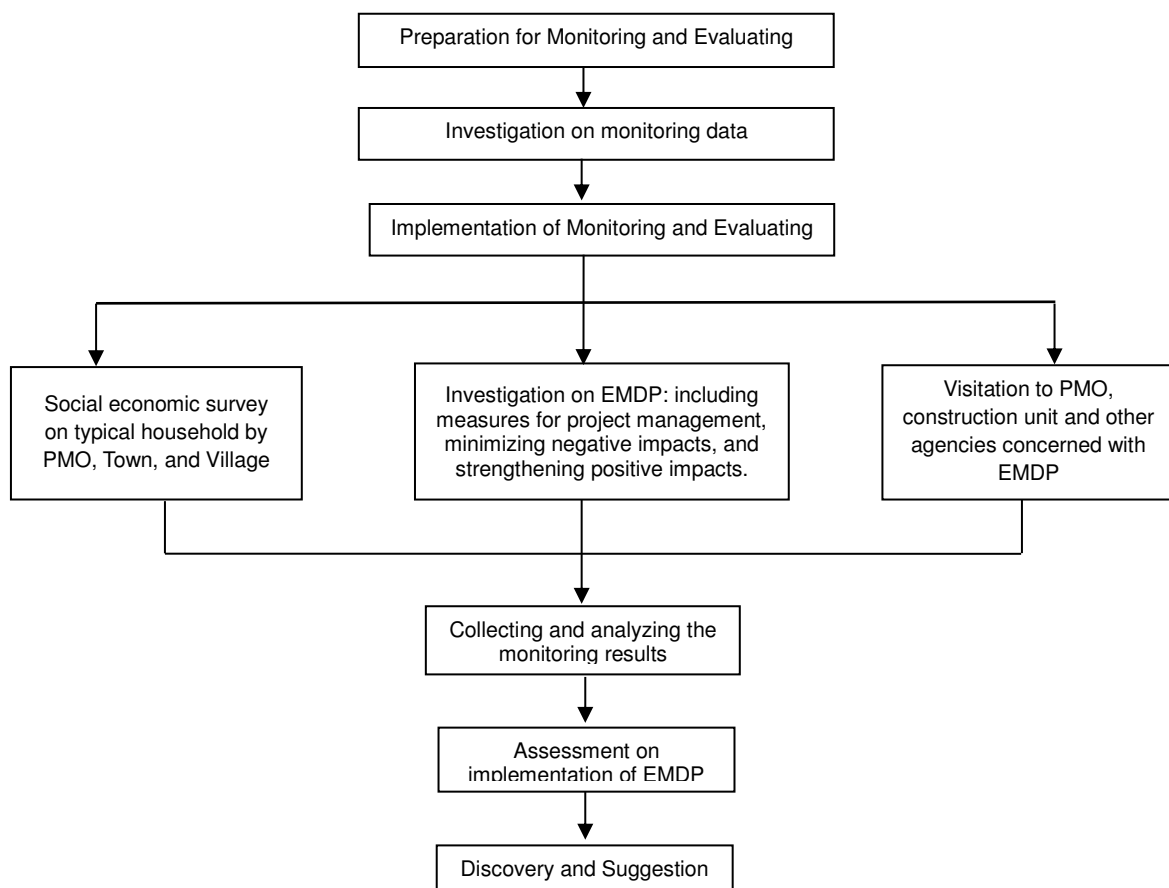 Preparation for Monitoring and Evaluating
Investigation on monitoring data
Implementation of Monitoring and Evaluating
Social economic survey
on typical household by
PMO, Town, and Village
Investigation on EMDP: including
measures for project management,
minimizing negative impacts, and
strengthening positive impacts.
Visitation to PMO,
construction unit and other
agencies concerned with
EMDP
Collecting and analyzing the
monitoring results
Assessment on
implementation of EMDP
Discovery and Suggestion